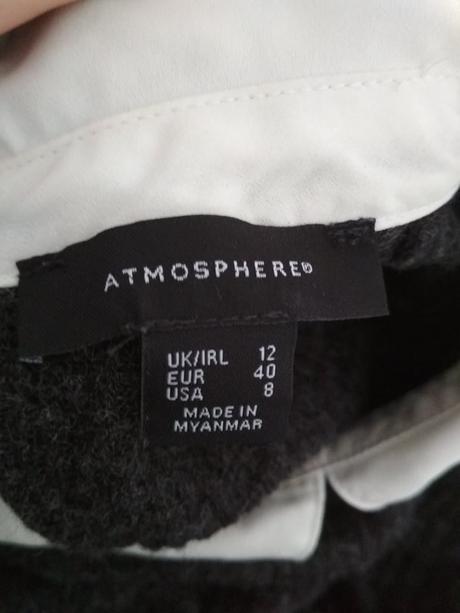 ATMOSPHERE®
UK/IRL 12
EUR 40
USA 8
MADE IN
MYANMAR